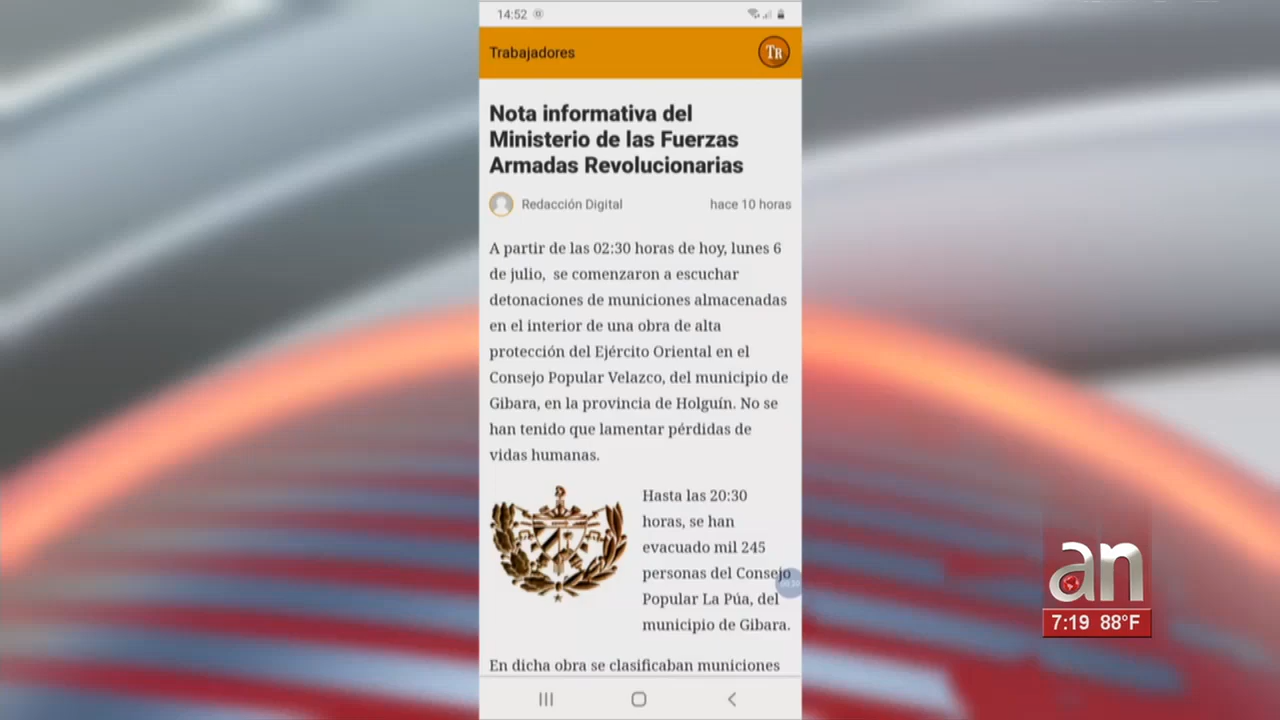 14:52
Trabajadores
TR
Nota informativa del
Ministerio de las Fuerzas
Armadas Revolucionarias
Redacción Digital
hace 10 horas
A partir de las 02:30 horas de hoy, lunes 6
de julio, se comenzaron a escuchar
detonaciones de municiones almacenadas
en el interior de una obra de alta
protección del Ejército Oriental en el
Consejo Popular Velazco, del municipio de
Gibara, en la provincia de Holguín. No se
han tenido que lamentar pérdidas de
vidas humanas.
Hasta las 20:30
horas, se han
evacuado mil 245
personas del Consejo
Popular La Púa, del
municipio de Gibara.
En dicha obra se clasificaban municiones
an
7:19 88°F